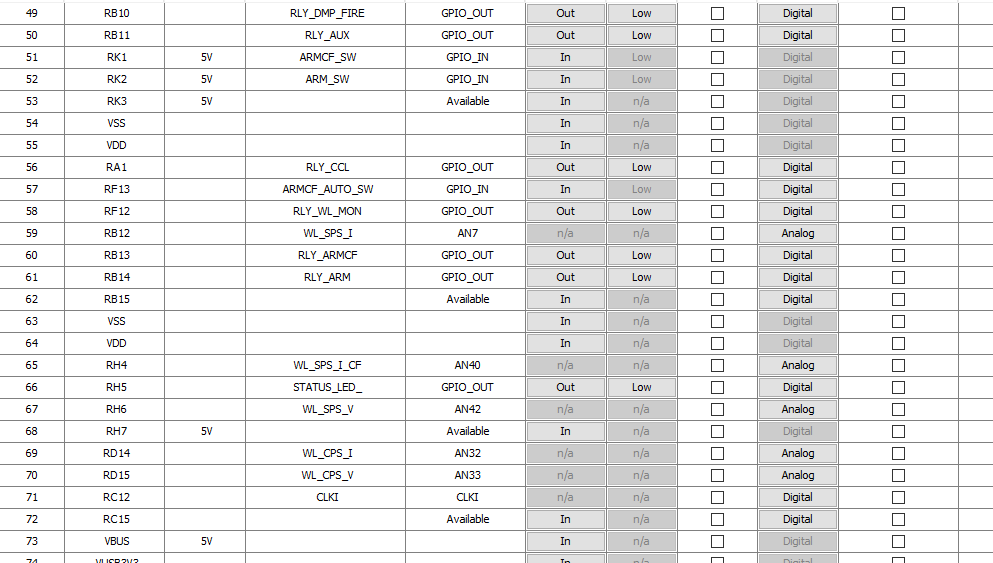 49 RB10 RLY_DMP_FIRE GPIO_OUT Out Low Digital
50 RB11 RLY_AUX GPIO_OUT Out Low Digital
51 RK1 5V ARMCF_SW GPIO_IN In Low Digital
52 RK2 5V ARM_SW GPIO_IN In Low Digital
53 RK3 5V Available In n/a Digital
54 VSS In n/a Digital
55 VDD In n/a Digital
56 RA1 RLY_CCL GPIO_OUT Out Low Digital
57 RF13 ARMCF_AUTO_SW GPIO_IN In Low Digital
58 RF12 RLY_WL_MON GPIO_OUT Out Low Digital
59 RB12 WL_SPS_I AN7 n/a n/a Analog
60 RB13 RLY_ARMCF GPIO_OUT Out Low Digital
61 RB14 RLY_ARM GPIO_OUT Out Low Digital
62 RB15 Available In n/a Digital
63 VSS In n/a Digital
64 VDD In n/a Digital
65 RH4 WL_SPS_I_CF AN40 n/a n/a Analog
66 RH5 STATUS_LED_ GPIO_OUT Out Low Digital
67 RH6 WL_SPS_V AN42 n/a n/a Analog
68 RH7 5V Available In n/a Digital
69 RD14 WL_CPS_I AN32 n/a n/a Analog
70 RD15 WL_CPS_V AN33 n/a n/a Analog
71 RC12 CLKI CLKI n/a n/a Digital
72 RC15 Available In n/a Digital
73 VBUS 5V In n/a Digital
74 VUSB3V3 In n/a Digital